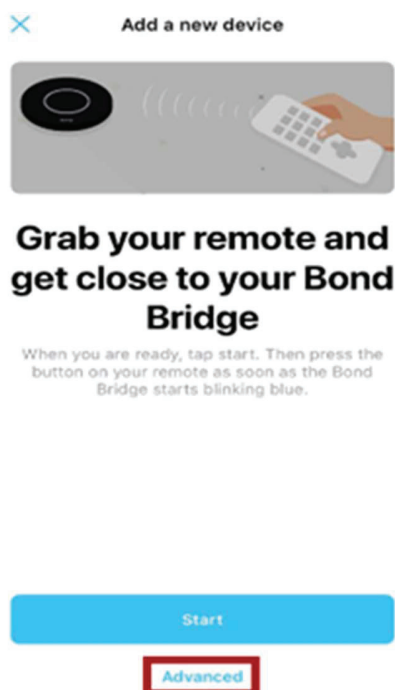 Add a new device
Grab your remote and
get close to your Bond
Bridge
When you are ready, tap start. Then press the
button on your remote as soon as the Bond
Bridge starts blinking blue.
Start
Advanced